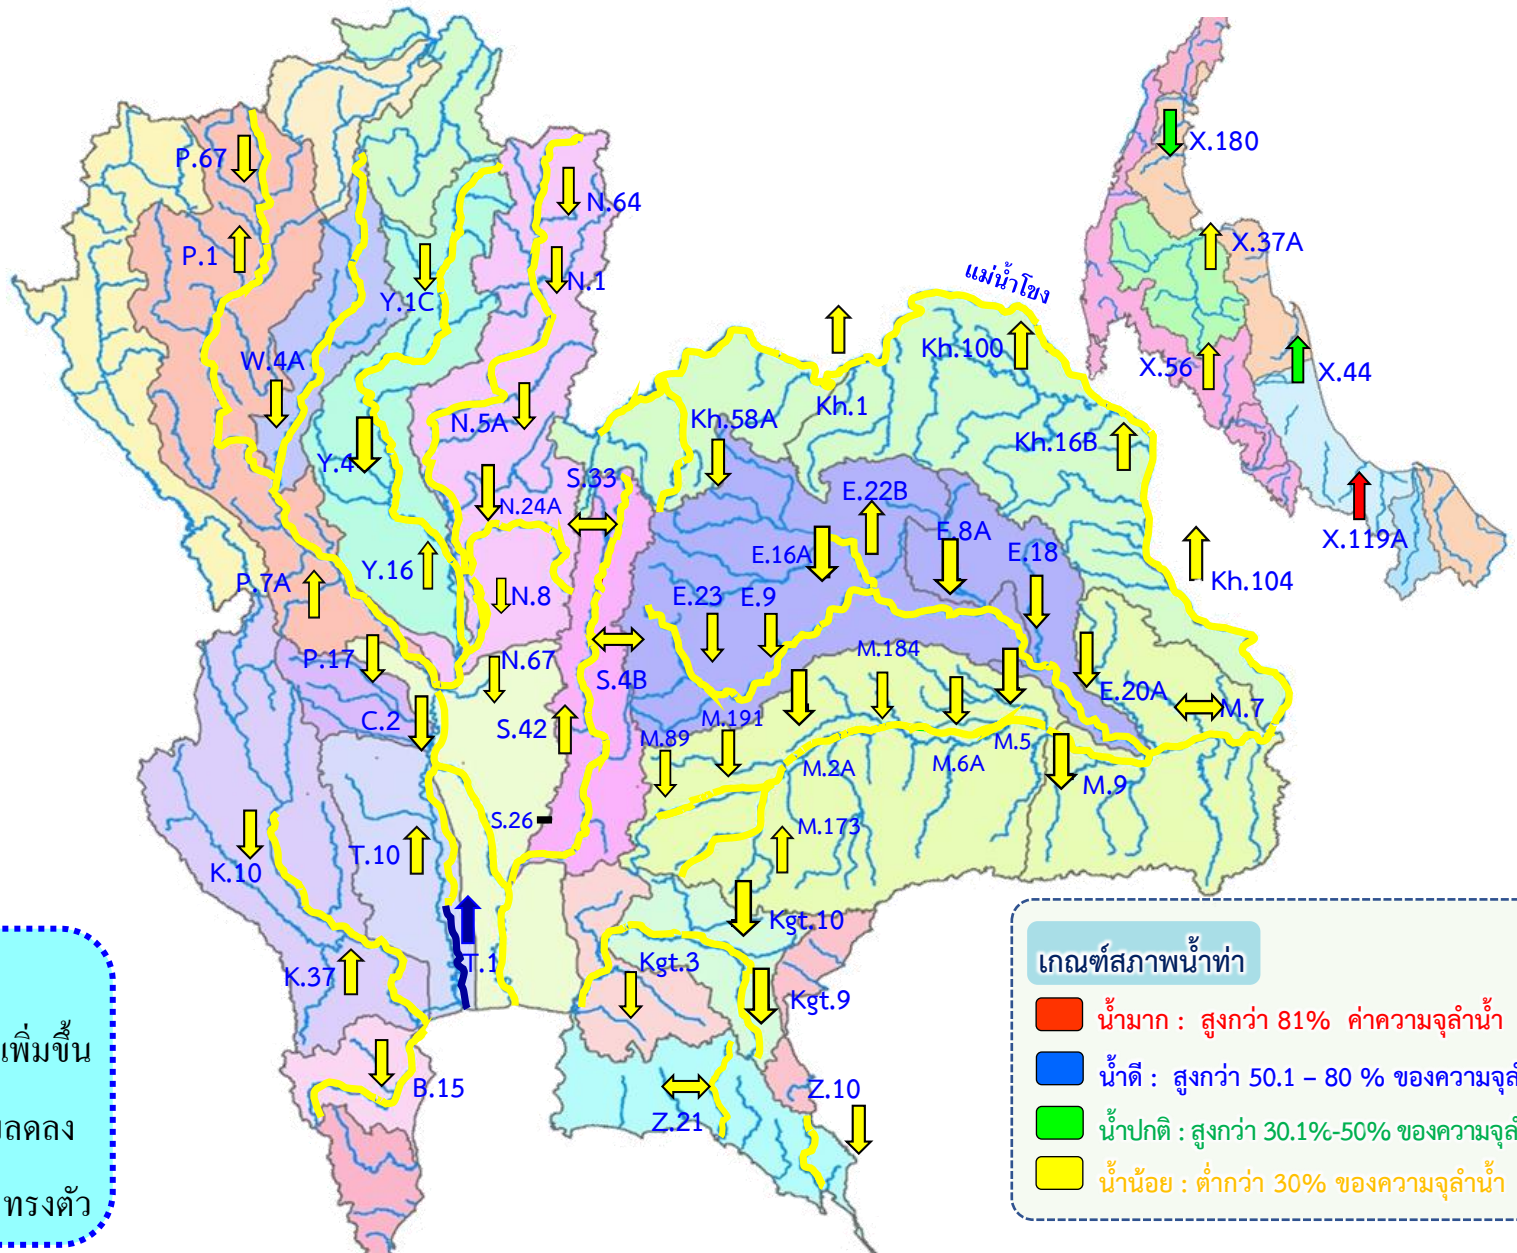 P.67
X.180
N.64
P.1
X.37A
N.1
แม่น้ำโขง
Y.1C
Kh.100
W.4A
X.56
X.44
Kh.1
N.5A
Kh.58A
Kh.16B
Y.4
S.33
E.22B
N.24A
E.8A
X.119A
E.16A
E.18
Y.16
P.7A
Kh.104
N.8
E.23
E.9
M.184
P.17
N.67
S.4B
E.20A
M.7
C.2
S.42
M.191
M.89
M.5
M.2A
M.6A
M.9
S.26
M.173
T.10
K.10
Kgt.10
T.1
Kgt.3
K.37
Kgt.9
B.15
Z.10
Z.21
เพิ่มขึ้น
ลดลง
ทรงตัว
เกณฑ์สภาพน้ำท่า
น้ำมาก : สูงกว่า 81% ค่าความจุลำน้ำ
น้ำดี : สูงกว่า 50.1 – 80 % ของความจุลำ
น้ำปกติ : สูงกว่า 30.1%-50% ของความจุลำ
น้ำน้อย : ต่ำกว่า 30% ของความจุลำน้ำ